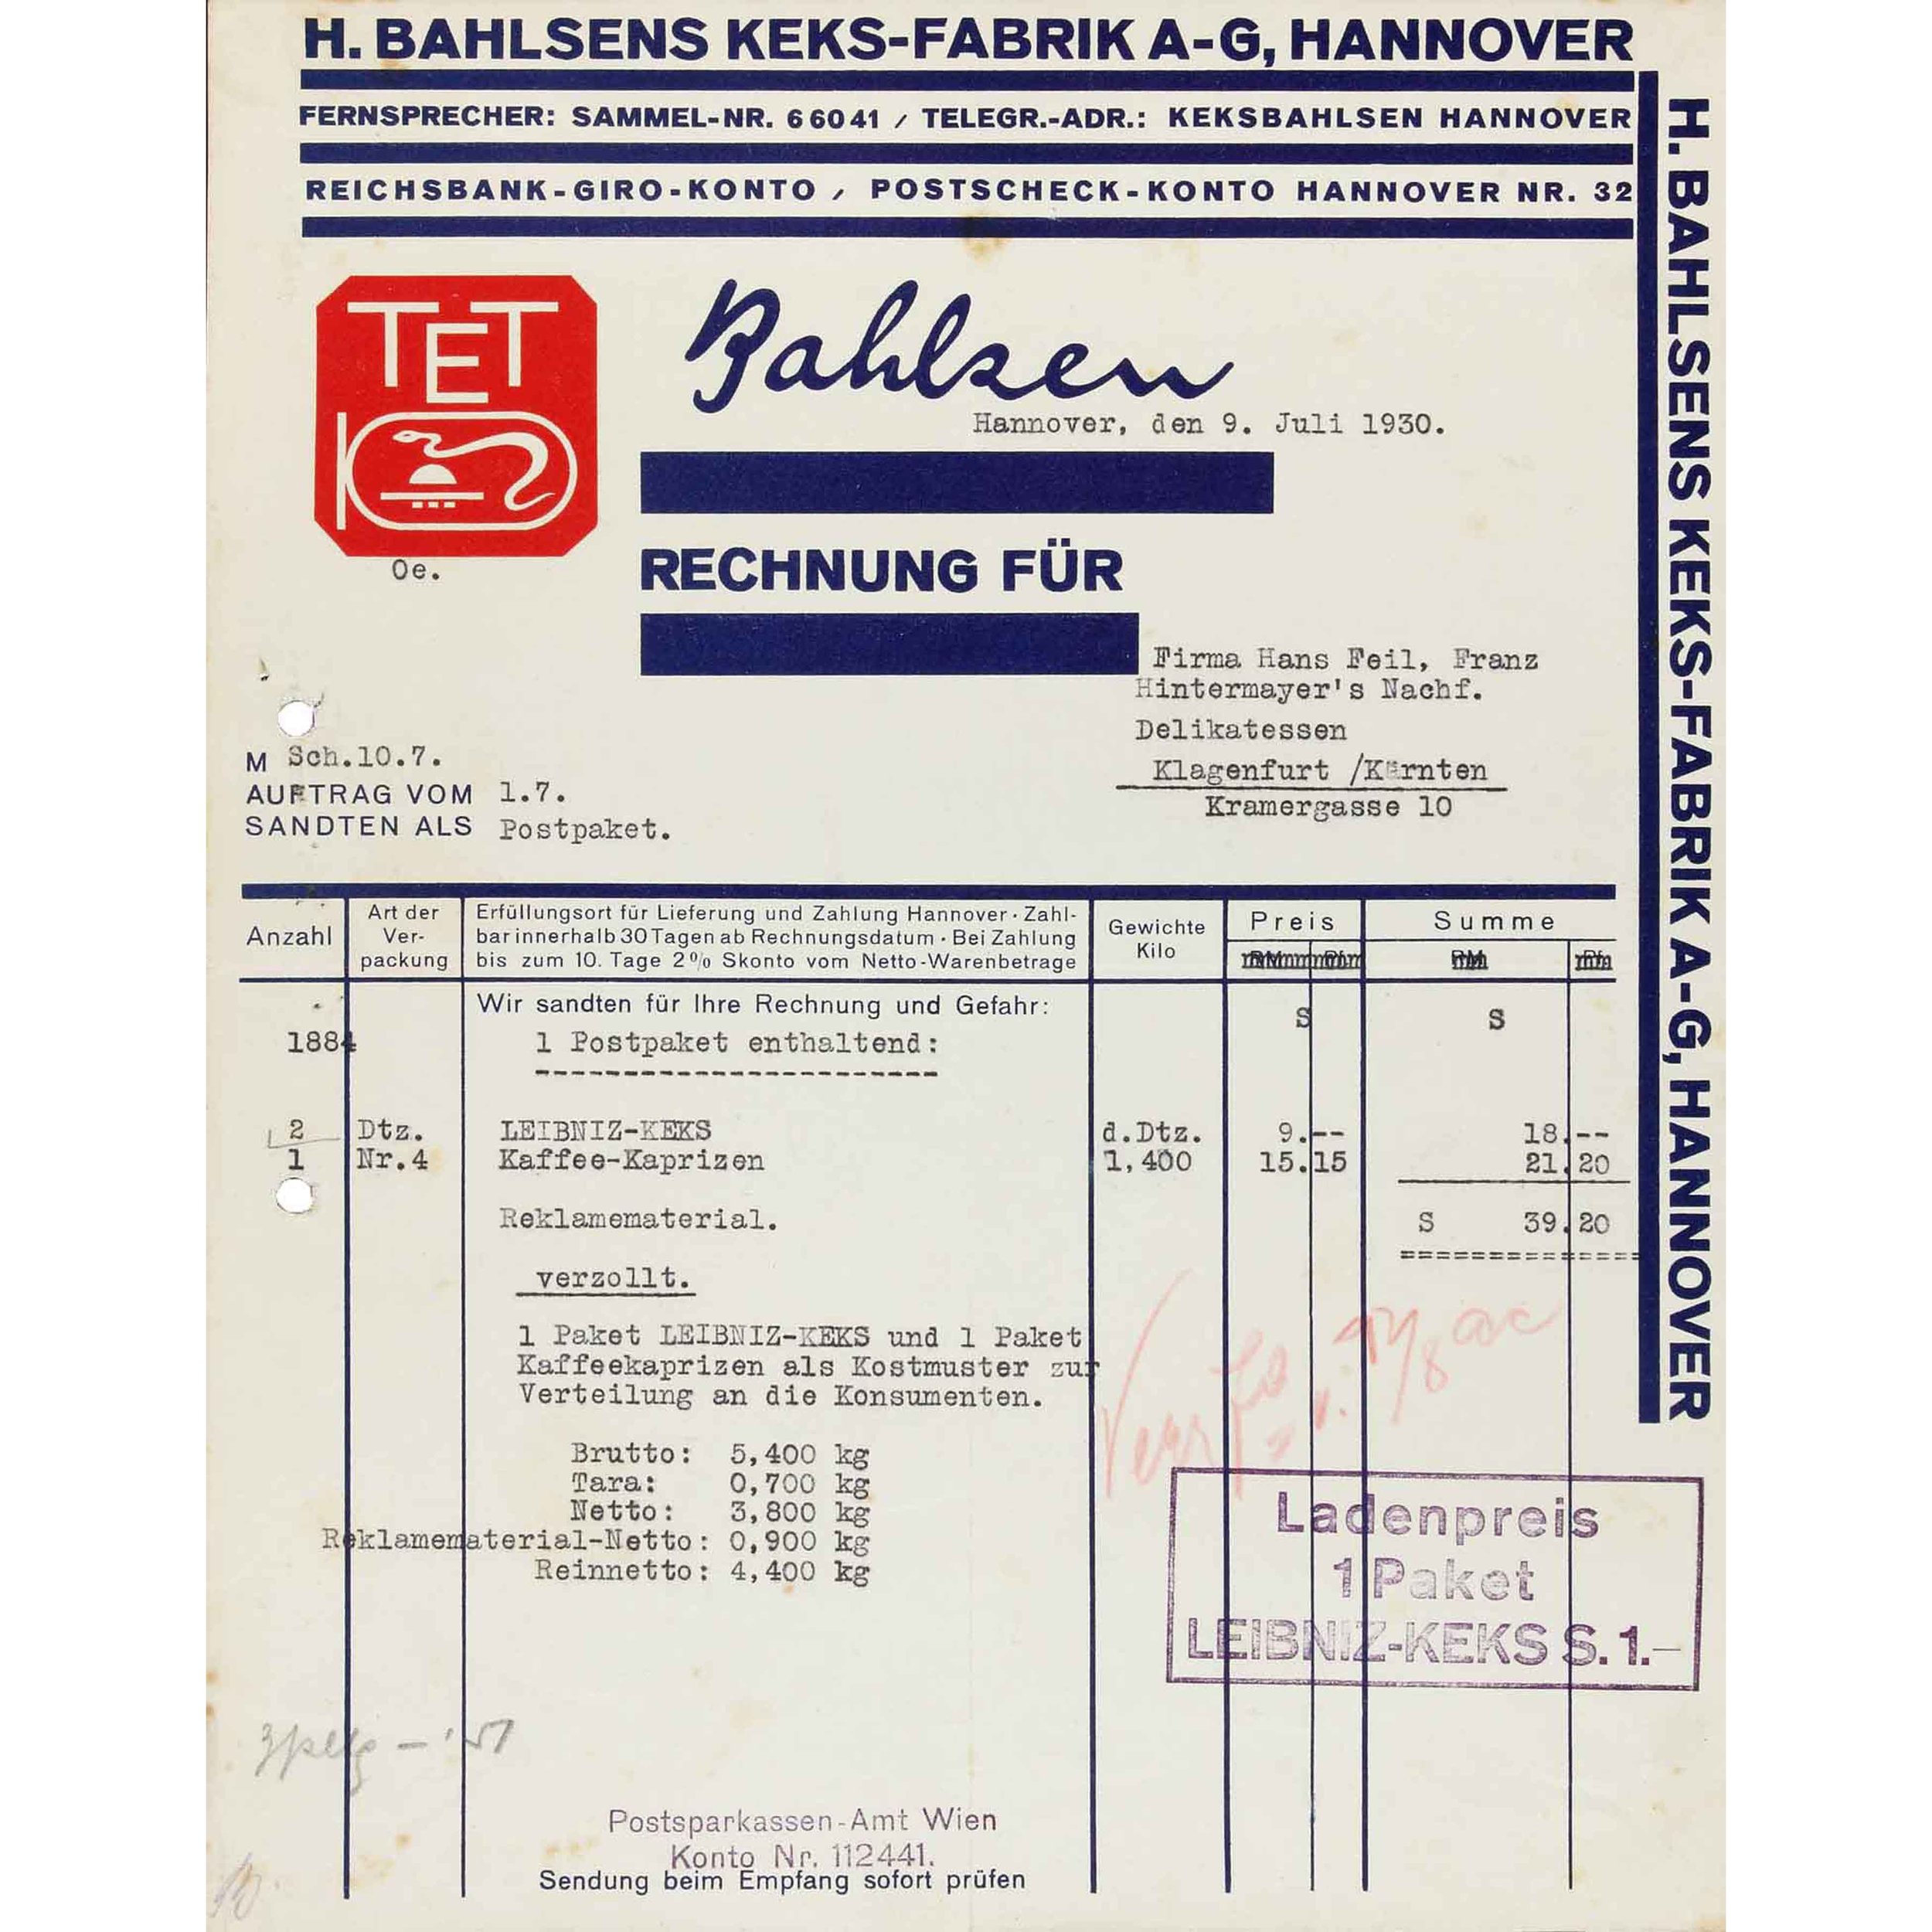 H. BAHLSENS KEKS-FABRIK A-G, HANNOVER
FERNSPRECHER: SAMMEL-NR. 66041 / TELEGR.-ADR.: KEKSBAHLSEN HANNOVER
REICHSBANK-GIRO-KONTO / POSTSCHECK-KONTO HANNOVER NR. 32
H. BAHLSENS KEKS-FABRIK A-G, HANNOVER
TET
Bahlsen
Hannover, den 9. Juli 1930.
Oe.
RECHNUNG FÜR
Firma Hans Feil, Franz
Hintermayer's Nachf.
Delikatessen
Klagenfurt /Kärnten
Kramergasse 10
M Sch.10.7.
AUFTRAG VOM 1.7.
SANDTEN ALS Postpaket.
Anzahl
Art der
Ver-
packung
Erfüllungsort für Lieferung und Zahlung Hannover · Zahl-
bar innerhalb 30 Tagen ab Rechnungsdatum · Bei Zahlung
bis zum 10. Tage 2% Skonto vom Netto-Warenbetrage
Gewichte
Kilo
Preis
Summe
Wir sandten für Ihre Rechnung und Gefahr:
S S
1884 1 Postpaket enthaltend:
2 Dtz. LEIBNIZ-KEKS d.Dtz. 9.-- 18.--
1 Nr.4 Kaffee-Kaprizen 1,400 15.15 21.20
Reklamematerial. S 39.20
verzollt.
1 Paket LEIBNIZ-KEKS und 1 Paket
Kaffeekaprizen als Kostmuster zur
Verteilung an die Konsumenten.
Brutto: 5,400 kg
Tara: 0,700 kg
Netto: 3,800 kg
Reklamematerial-Netto: 0,900 kg
Reinnetto: 4,400 kg
Ladenpreis
1 Paket
LEIBNIZ-KEKS S. 1.-
Postsparkassen-Amt Wien
Konto Nr. 112441.
Sendung beim Empfang sofort prüfen